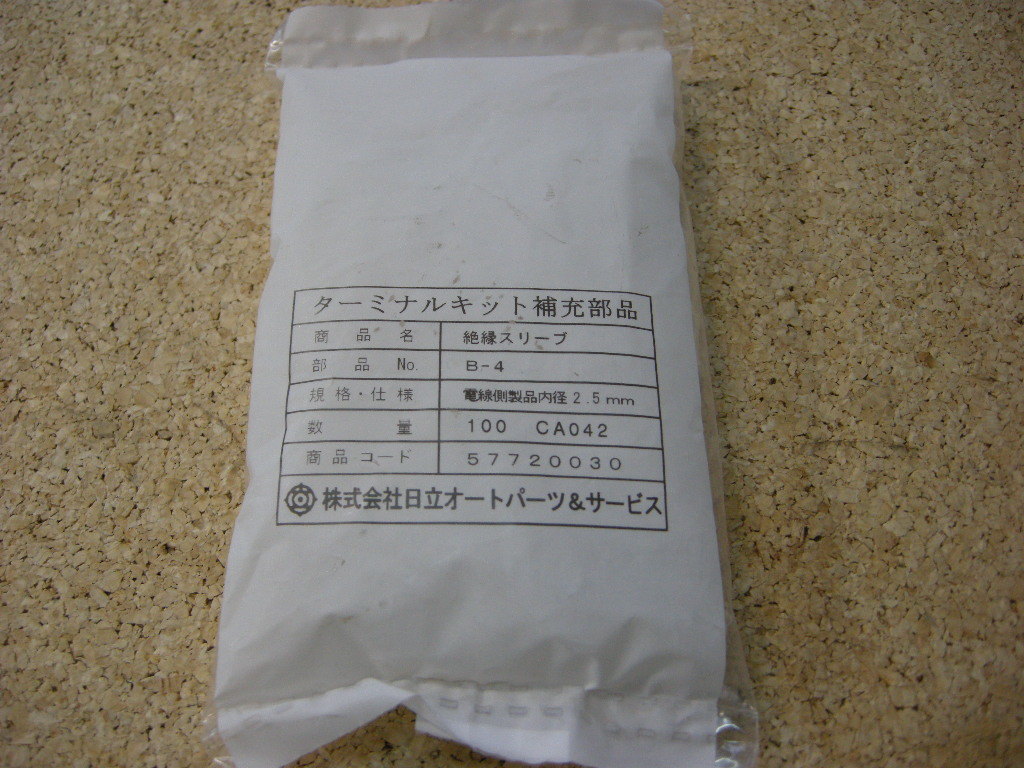 ターミナルキット補充部品
商品名 絶縁スリーブ
部品No. B-4
規格・仕様 電線側製品内径2.5mm
数量 100 CA042
商品コード 57720030
株式会社日立オートパーツ&サービス